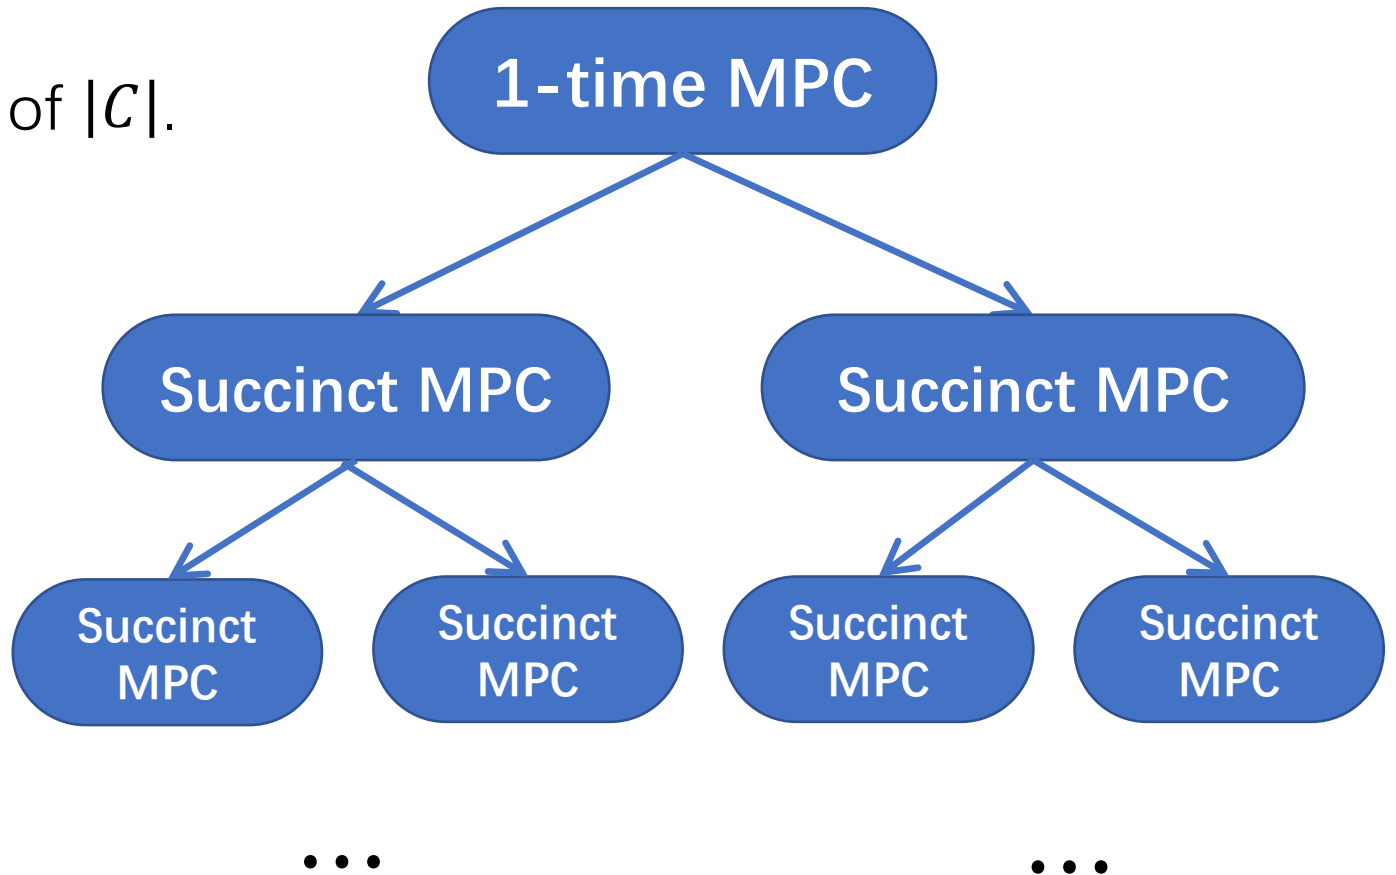 1-time MPC
of |C|.
Succinct MPC
Succinct MPC
Succinct
MPC
Succinct
MPC
Succinct
MPC
Succinct
MPC
...
...